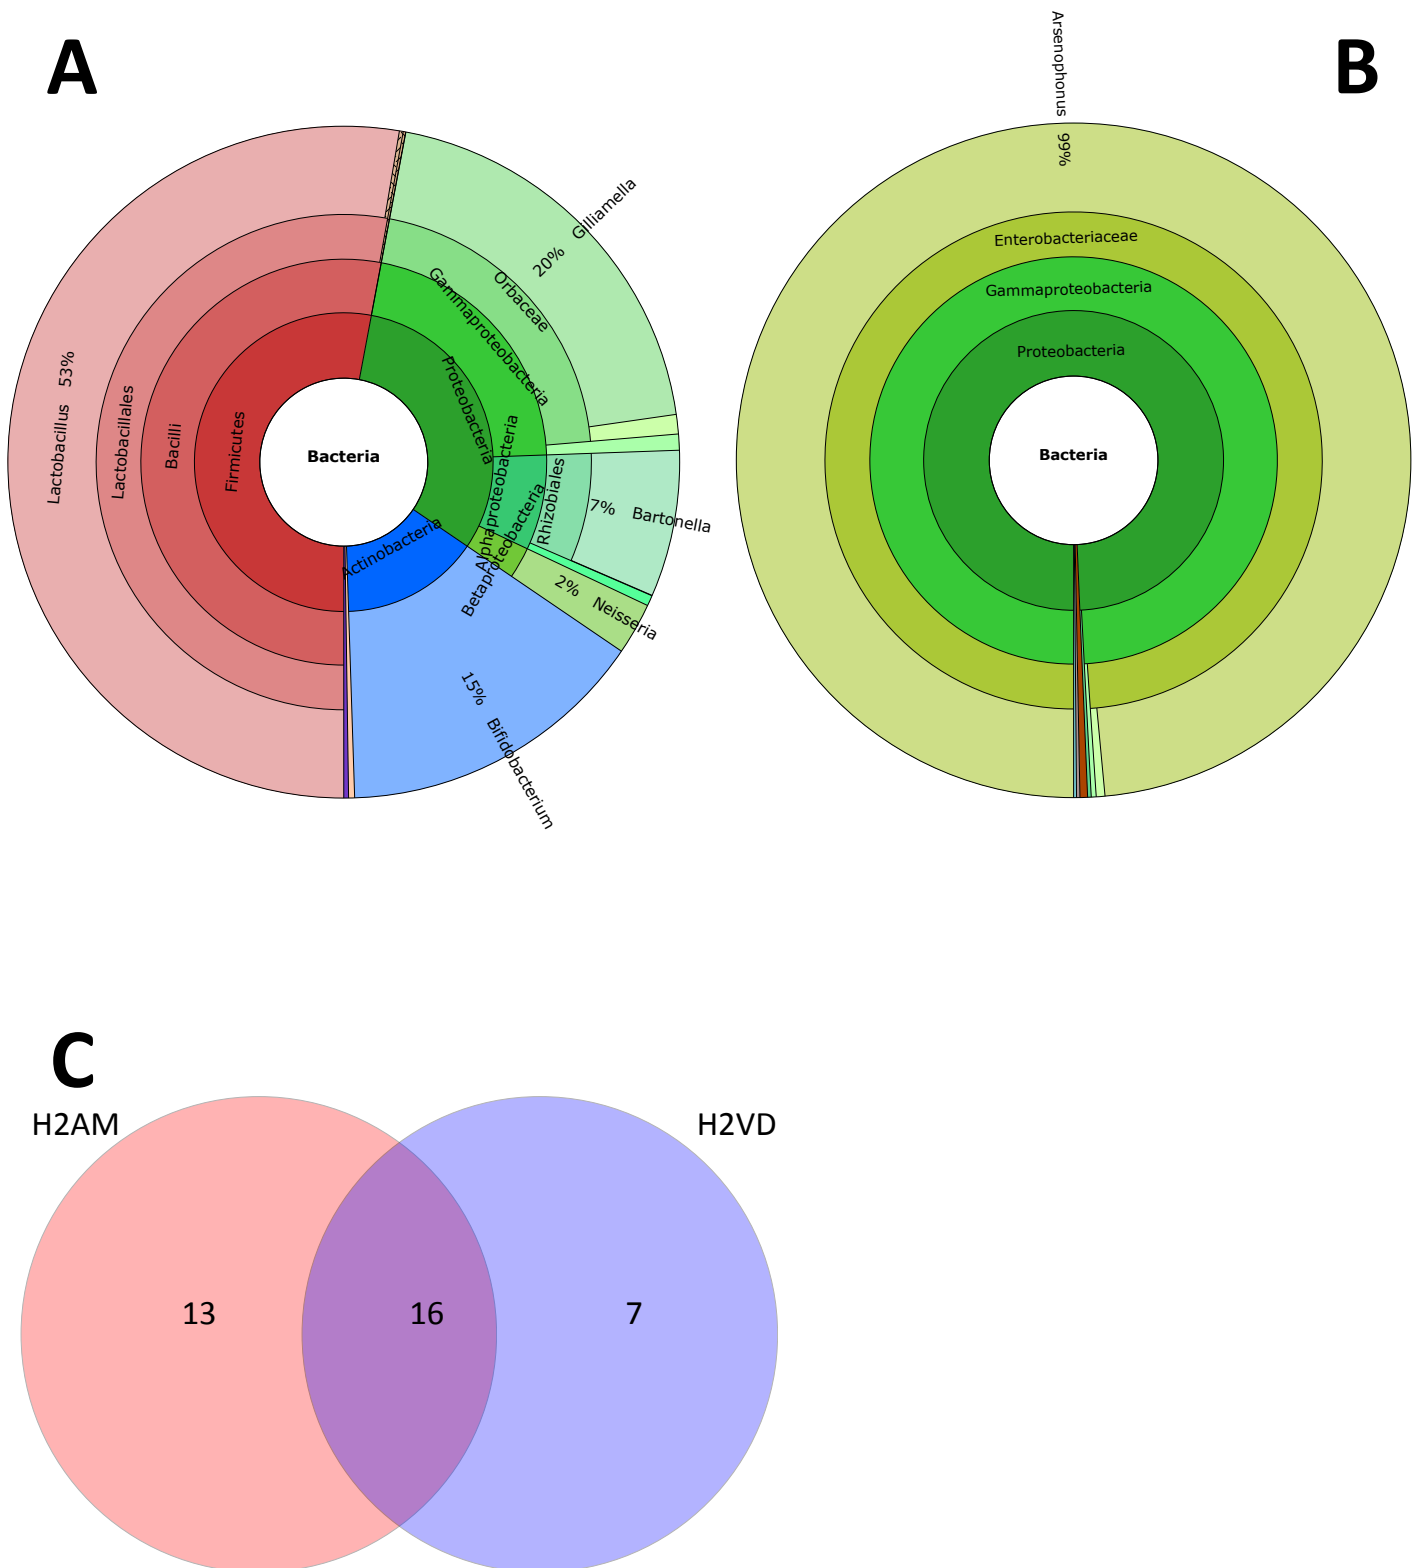 A
B
Arsenophonus 99%
Gilliamella
20%
Orbaceae
Gammaproteobacteria
Proteobacteria
Lactobacillus 53%
Lactobacillales
Bacilli
Firmicutes
Bacteria
Alphaproteobacteria
Betaproteobacteria
Rhizobiales
7% Bartonella
2% Neisseria
Actinobacteria
15% Bifidobacterium
Enterobacteriaceae
Gammaproteobacteria
Proteobacteria
Bacteria
C
H2AM
H2VD
13
16
7